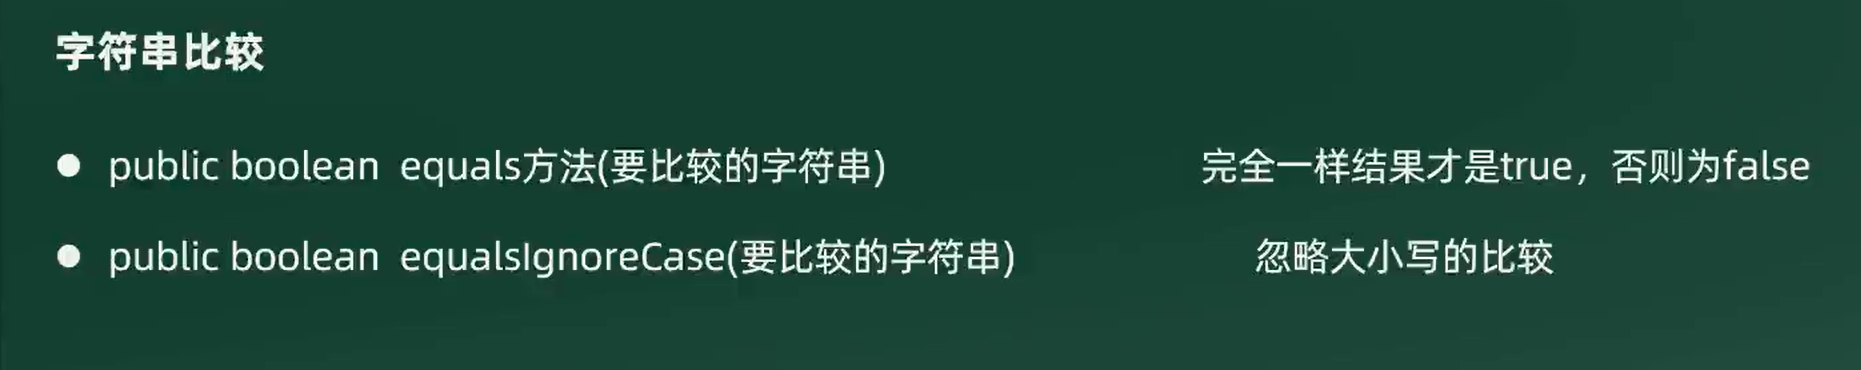 字符串比较
● public boolean equals方法(要比较的字符串) 完全一样结果才是true，否则为false
● public boolean equalsIgnoreCase(要比较的字符串) 忽略大小写的比较